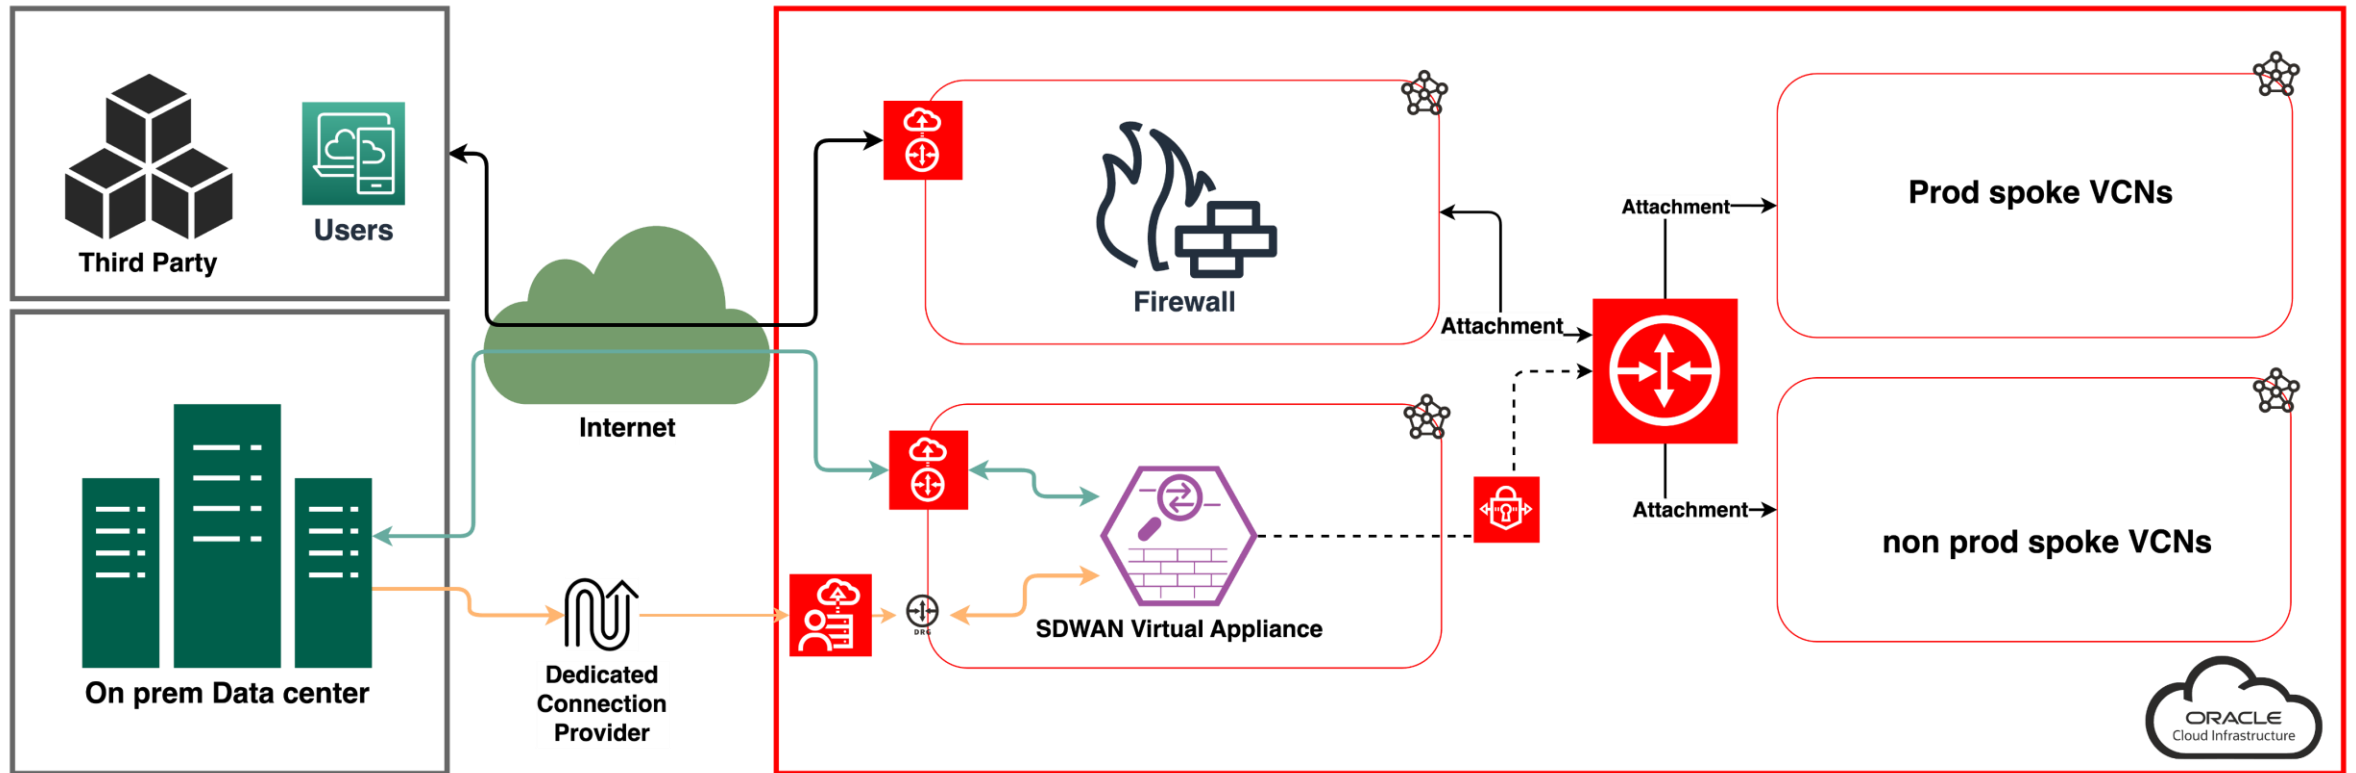 Third Party
Users
On prem Data center
Internet
Dedicated
Connection
Provider
Firewall
SDWAN Virtual Appliance
DRG
Attachment
Attachment
Attachment
Prod spoke VCNs
non prod spoke VCNs
ORACLE
Cloud Infrastructure